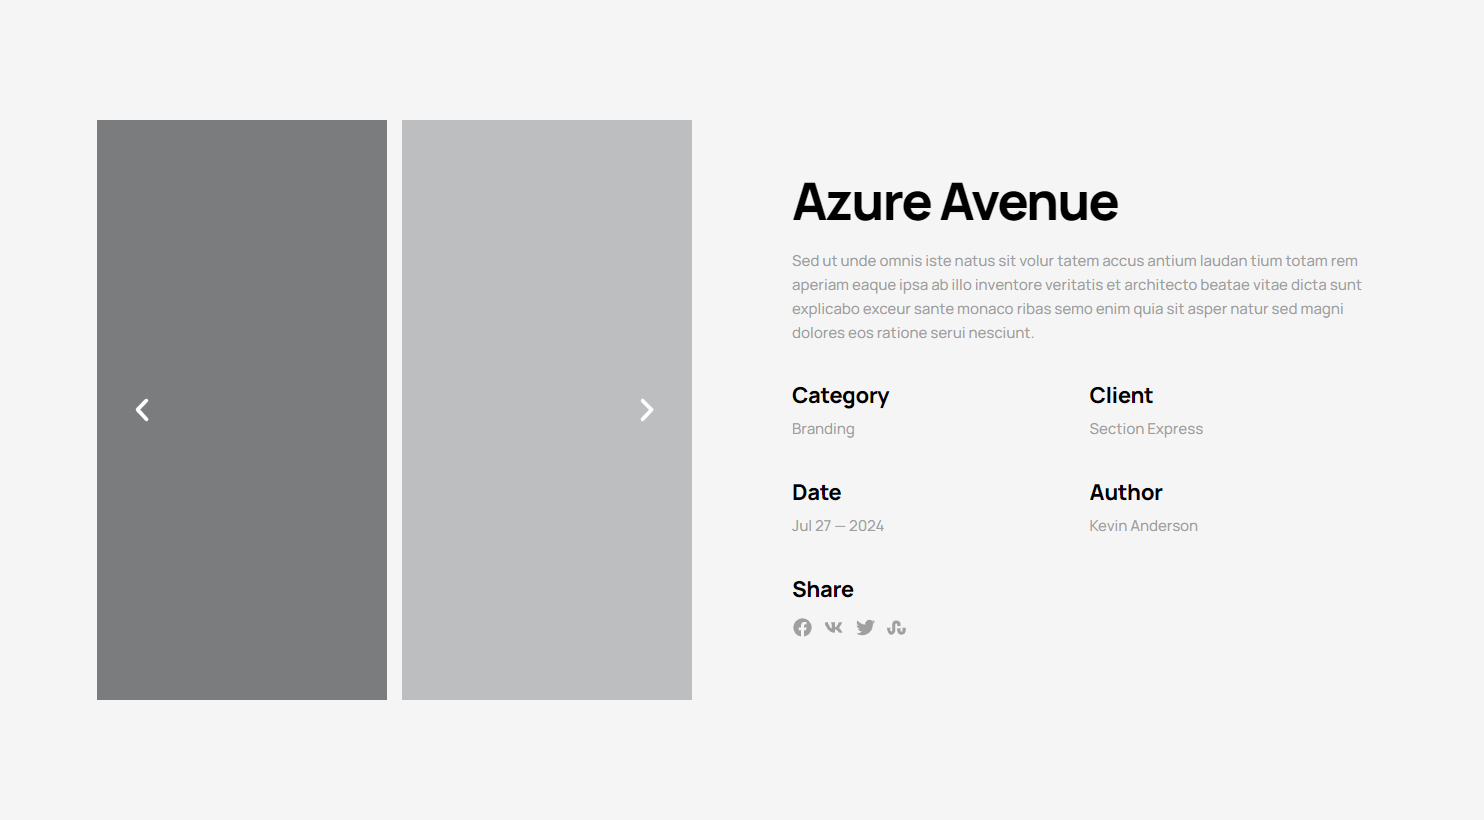 Azure Avenue
Sed ut unde omnis iste natus sit volur tatem accus antium laudan tium totam rem
aperiam eaque ipsa ab illo inventore veritatis et architecto beatae vitae dicta sunt
explicabo exceur sante monaco ribas semo enim quia sit asper natur sed magni
dolores eos ratione serui nesciunt.
Category
Branding
Client
Section Express
Date
Jul 27 — 2024
Author
Kevin Anderson
Share